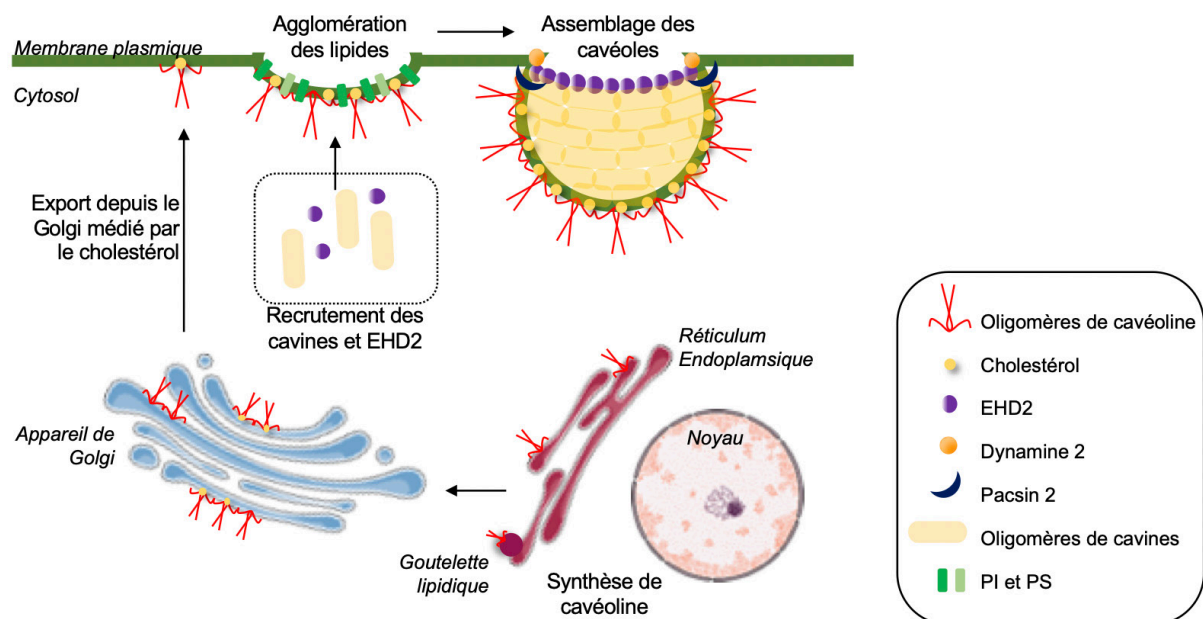 Agglomération
des lipides
Assemblage des
cavéoles
Membrane plasmique
Cytosol
Export depuis le
Golgi médié par
le cholestérol
Recrutement des
cavines et EHD2
Réticulum
Endoplamsique
Appareil de
Golgi
Noyau
Goutelette
lipidique
Synthèse de
cavéoline
Oligomères de cavéoline
Cholestérol
EHD2
Dynamine 2
Pacsin 2
Oligomères de cavines
PI et PS